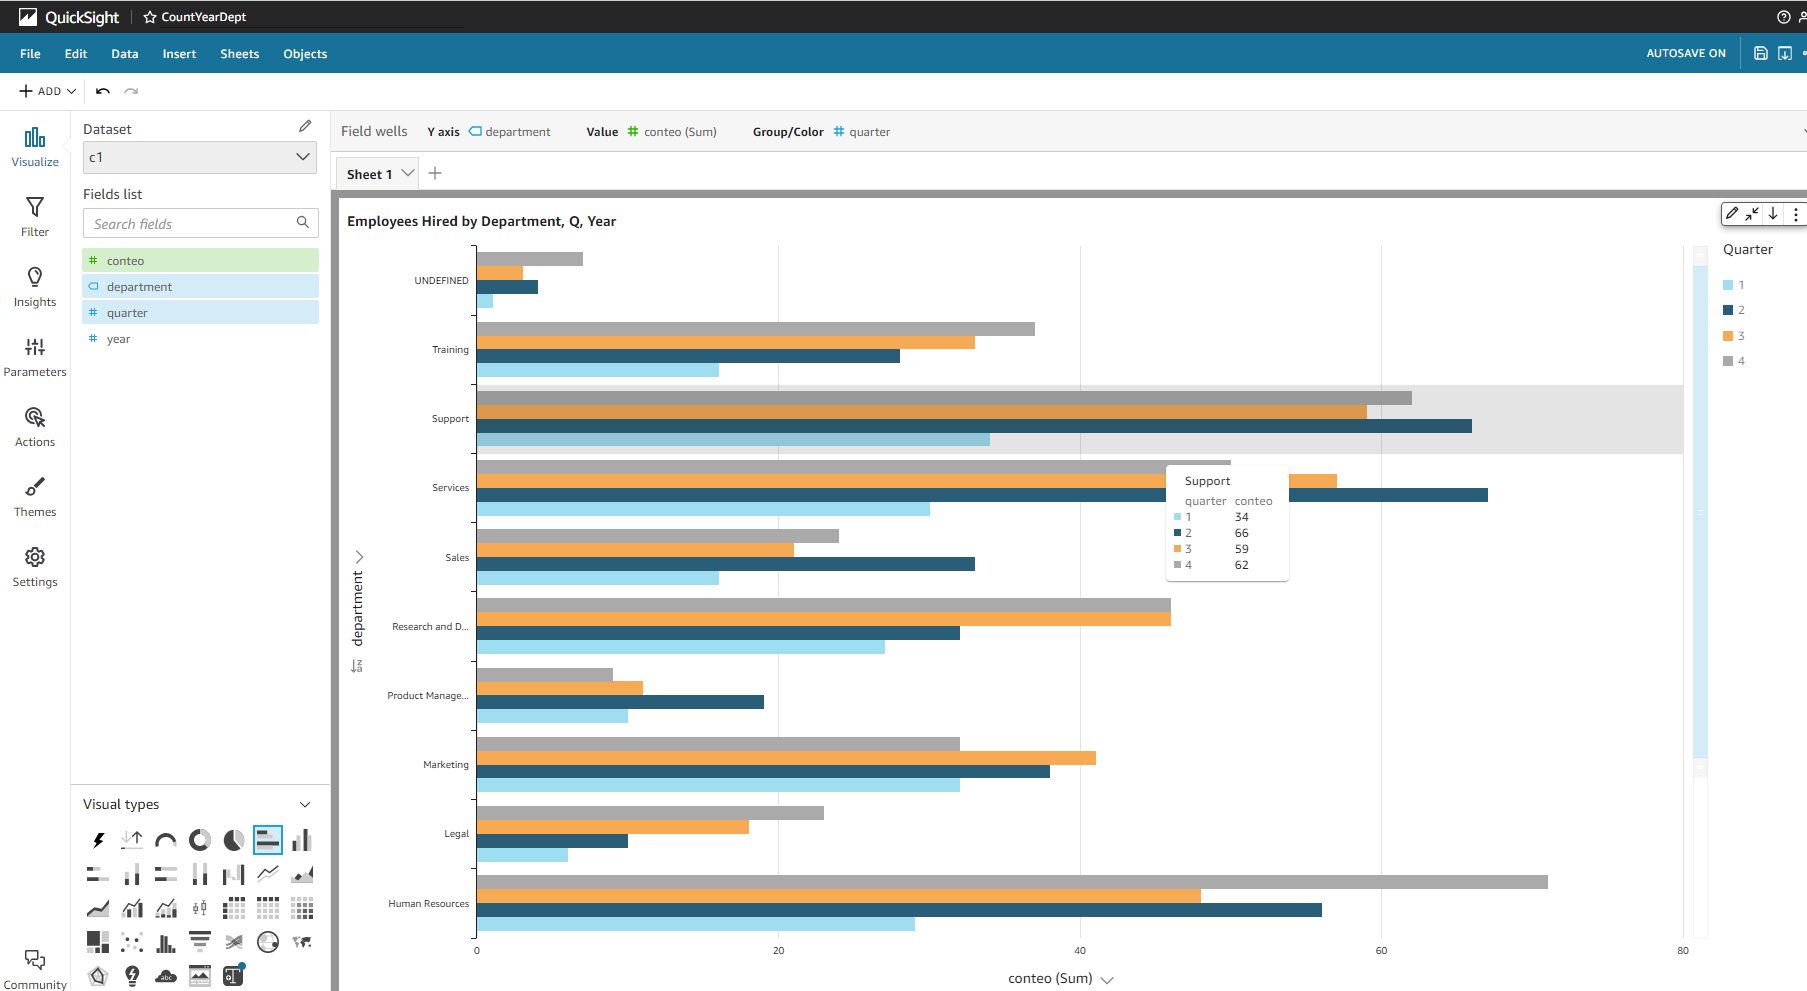 QuickSight
CountYearDept
File Edit Data Insert Sheets Objects
AUTOSAVE ON
ADD
Visualize
Filter
Insights
Parameters
Actions
Themes
Settings
Community
Dataset
c1
Fields list
Search fields
conteo
department
quarter
year
Visual types
abc
Field wells Y axis department Value conteo (Sum) Group/Color quarter
Sheet 1
Employees Hired by Department, Q, Year
department
UNDEFINED
Training
Support
Services
Sales
Research and D...
Product Manage...
Marketing
Legal
Human Resources
Support
quarter conteo
1 34
2 66
3 59
4 62
0 20 40 60 80
conteo (Sum)
Quarter
1
2
3
4